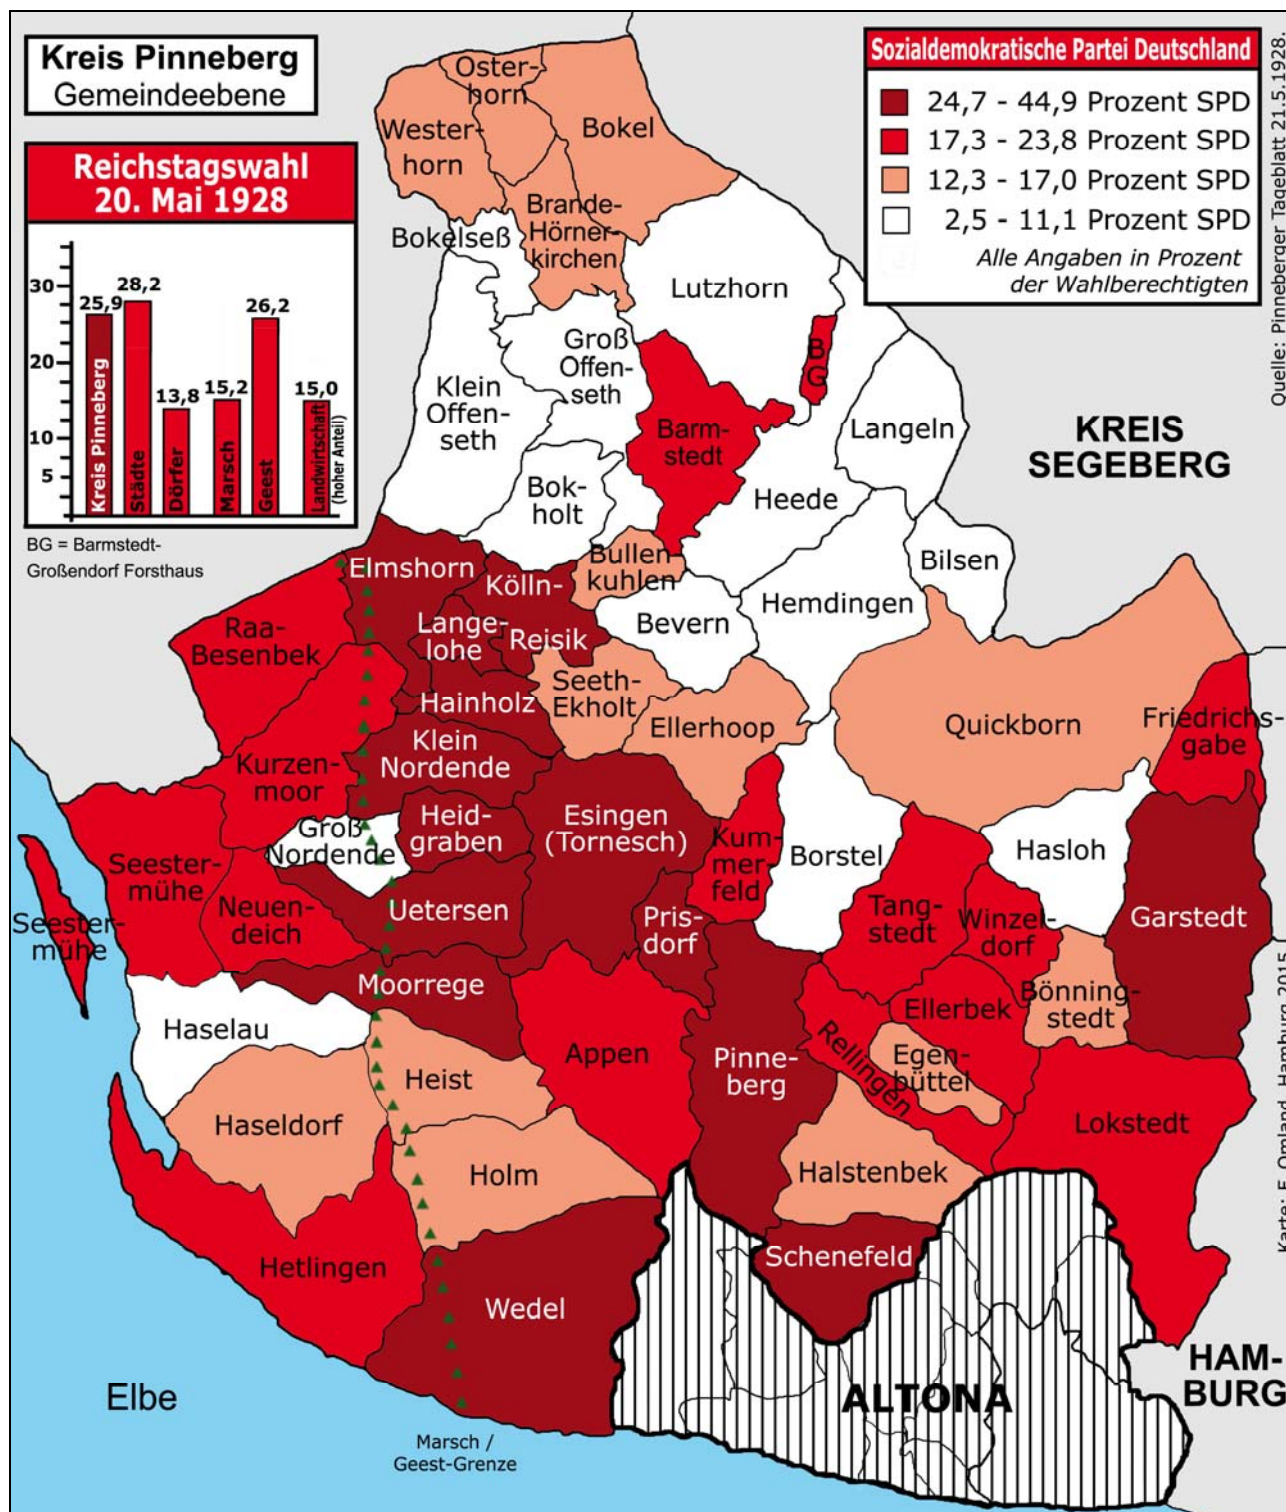 Kreis Pinneberg
Gemeindeebene
Reichstagswahl
20. Mai 1928
30
20
10
5
25,9
28,2
13,8
15,2
26,2
15,0
Kreis Pinneberg
Städte
Dörfer
Marsch
Geest
Landwirtschaft
(hoher Anteil)
BG = Barmstedt-
Großendorf Forsthaus
Sozialdemokratische Partei Deutschland
24,7 - 44,9 Prozent SPD
17,3 - 23,8 Prozent SPD
12,3 - 17,0 Prozent SPD
2,5 - 11,1 Prozent SPD
Alle Angaben in Prozent
der Wahlberechtigten
Quelle: Pinneberger Tageblatt 21.5.1928.
Karte: F. Omland, Hamburg 2015
Oster-
horn
Wester-
horn
Bokel
Brande-
Hörner-
kirchen
Bokelseß
Lutzhorn
Groß
Offen-
seth
Klein
Offen-
seth
B
G
Barm-
stedt
Langeln
KREIS
SEGEBERG
Bok-
holt
Heede
Bilsen
Bullen-
kuhlen
Elmshorn
Kölln-
Reisik
Lange-
lohe
Bevern
Hemdingen
Raa-
Besenbek
Seeth-
Ekholt
Hainholz
Ellerhoop
Quickborn
Friedrichs-
gabe
Klein
Nordende
Kurzen-
moor
Heid-
graben
Esingen
(Tornesch)
Groß
Nordende
Kum-
mer-
feld
Borstel
Hasloh
Seester-
mühe
Seester-
mühe
Neuen-
deich
Uetersen
Pris-
dorf
Tang-
stedt
Winzel-
dorf
Garstedt
Moorrege
Bönning-
stedt
Ellerbek
Haselau
Appen
Pinne-
berg
Rellingen
Egen-
büttel
Heist
Haseldorf
Lokstedt
Holm
Halstenbek
Hetlingen
Schenefeld
Wedel
HAM-
BURG
ALTONA
Elbe
Marsch /
Geest-Grenze